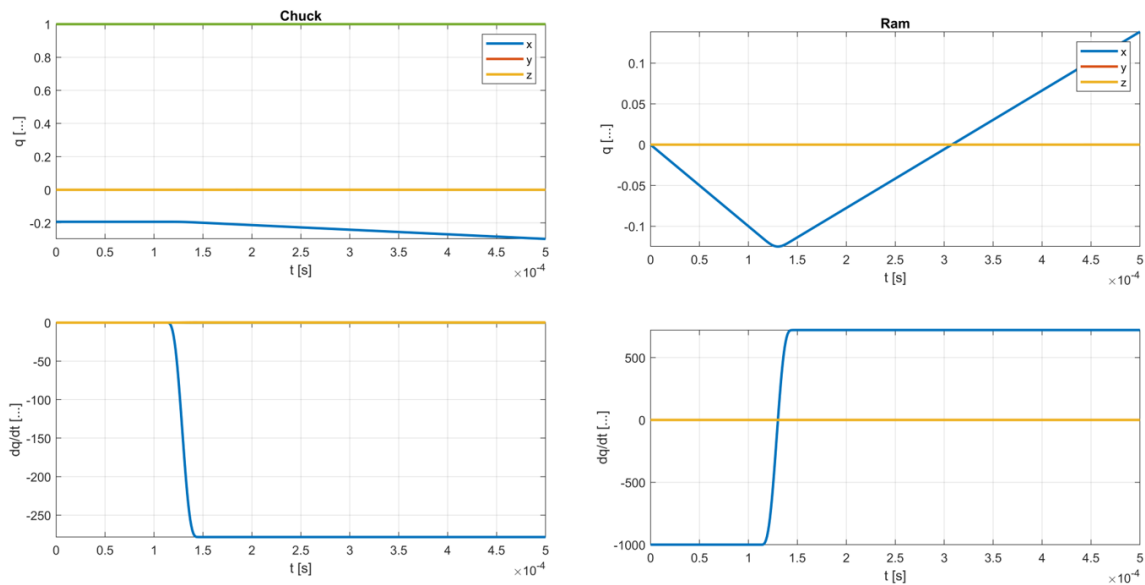 Chuck
1
0.8
0.6
0.4
0.2
0
-0.2
q [...]
x
y
z
0 0.5 1 1.5 2 2.5 3 3.5 4 4.5 5
t [s]
×10⁻⁴
Ram
0.1
0.05
0
-0.05
-0.1
q [...]
x
y
z
0 0.5 1 1.5 2 2.5 3 3.5 4 4.5 5
t [s]
×10⁻⁴
0
-50
-100
-150
-200
-250
dq/dt [...]
0 0.5 1 1.5 2 2.5 3 3.5 4 4.5 5
t [s]
×10⁻⁴
500
0
-500
-1000
dq/dt [...]
0 0.5 1 1.5 2 2.5 3 3.5 4 4.5 5
t [s]
×10⁻⁴